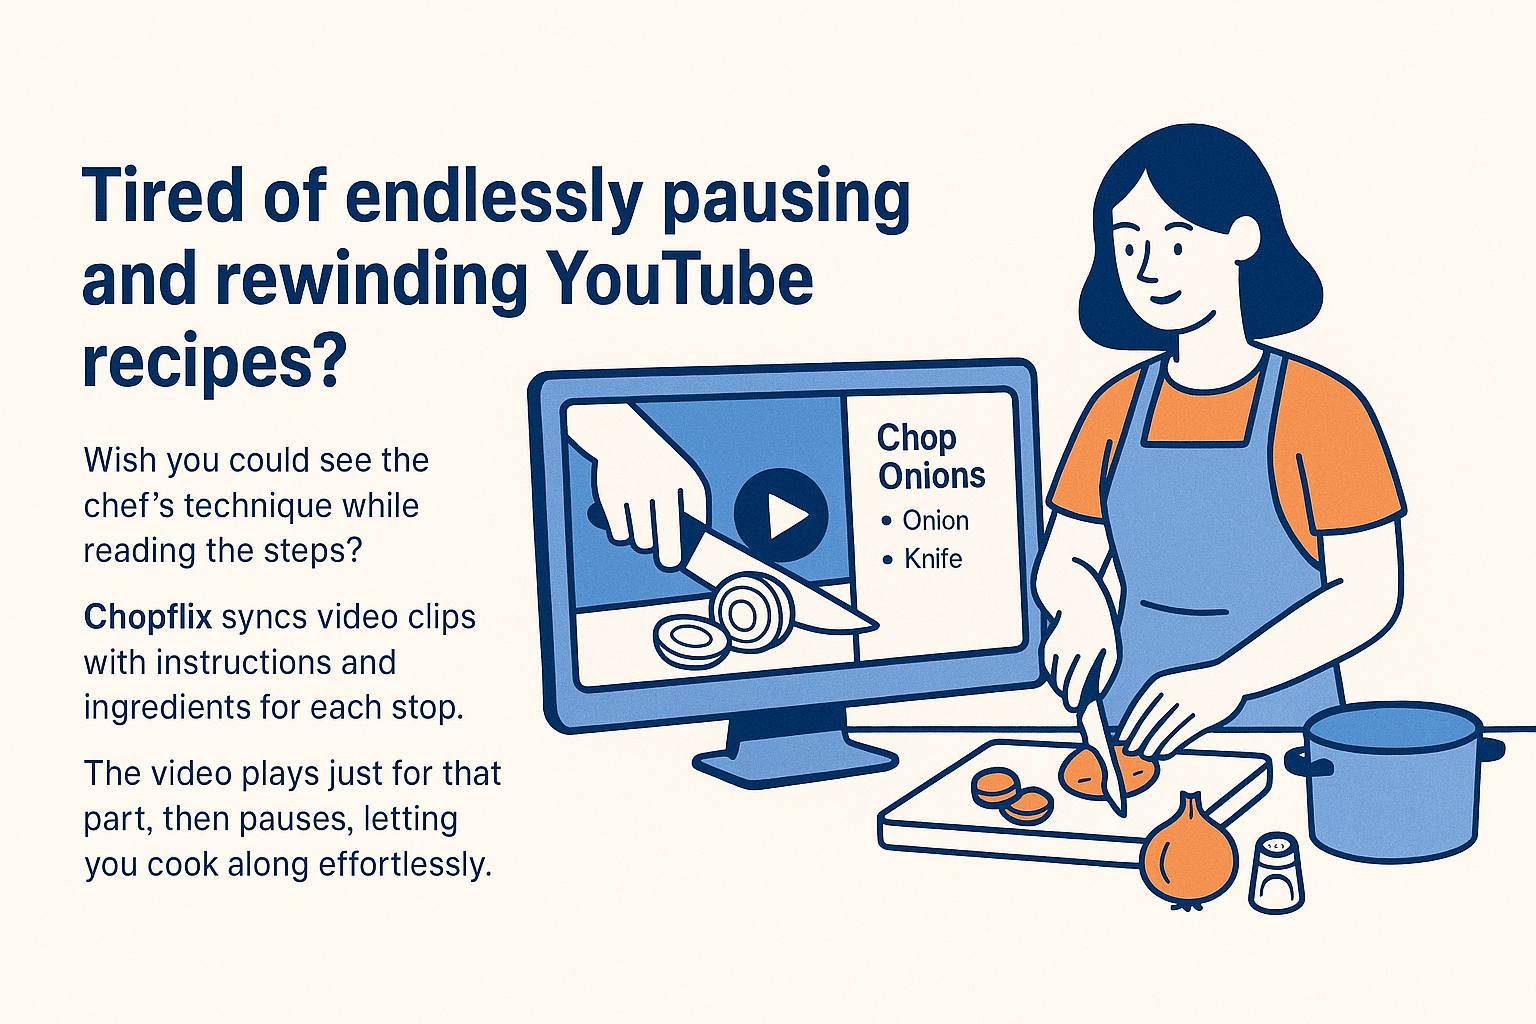 Tired of endlessly pausing
and rewinding YouTube
recipes?
Wish you could see the
chef’s technique while
reading the steps?
Chopflix syncs video clips
with instructions and
ingredients for each stop.
The video plays just for that
part, then pauses, letting
you cook along effortlessly.
Chop
Onions
• Onion
• Knife